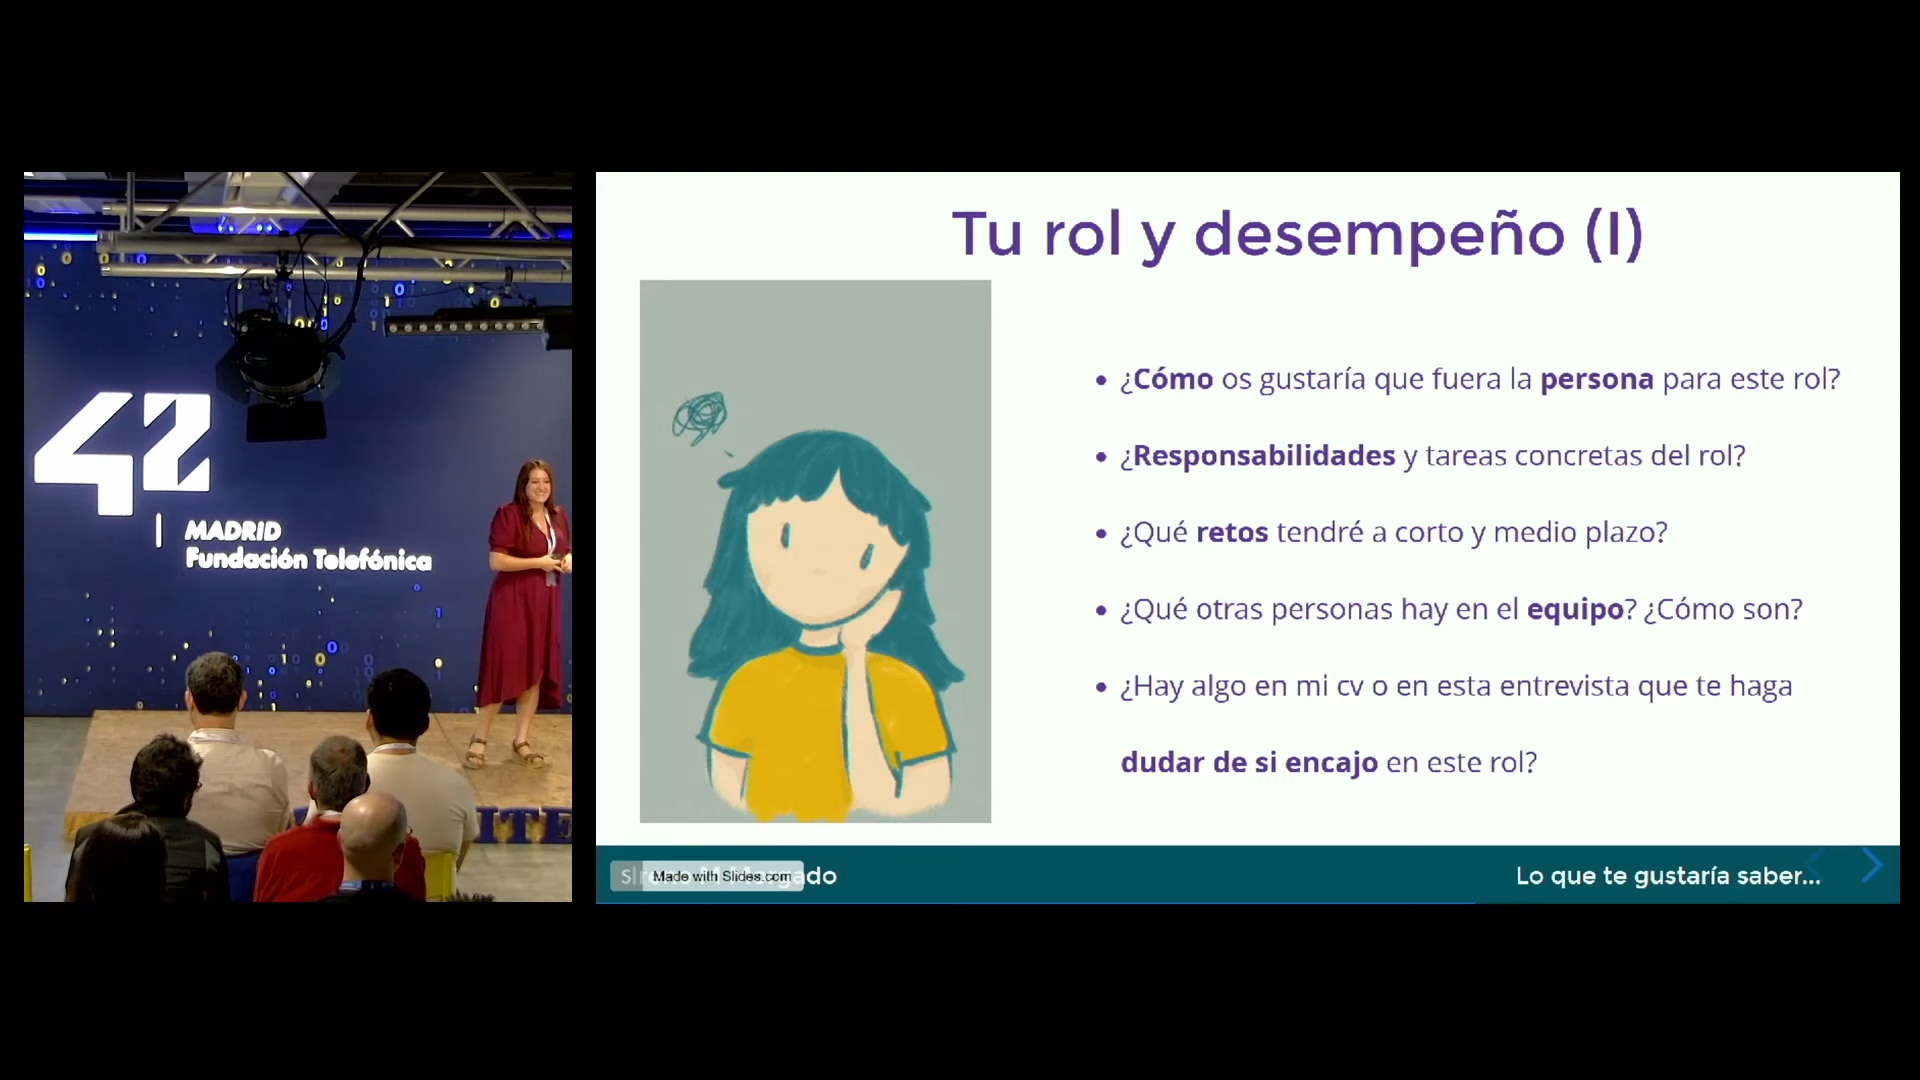 42
MADRID
Fundación Telefónica
Tu rol y desempeño (I)
• ¿Cómo os gustaría que fuera la persona para este rol?
• ¿Responsabilidades y tareas concretas del rol?
• ¿Qué retos tendré a corto y medio plazo?
• ¿Qué otras personas hay en el equipo? ¿Cómo son?
• ¿Hay algo en mi cv o en esta entrevista que te haga
dudar de si encajo en este rol?
Made with Slides.com
Lo que te gustaría saber...